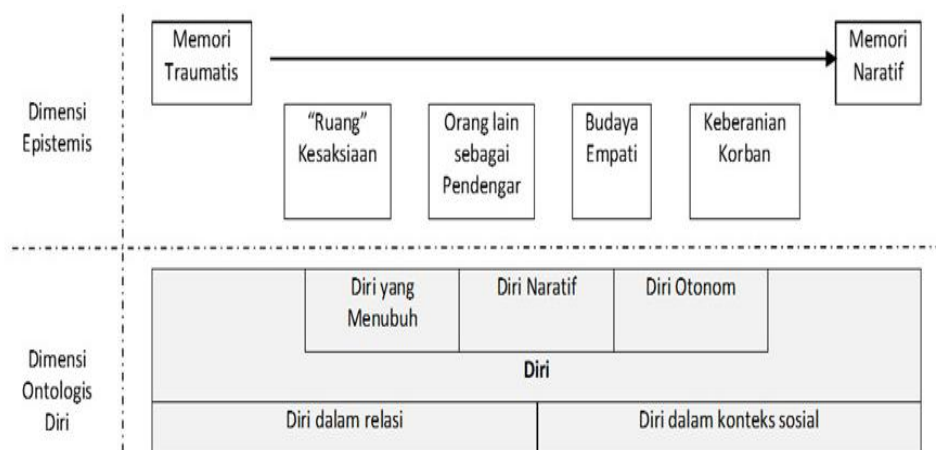 Memori
Traumatis
Memori
Naratif
Dimensi
Epistemis
“Ruang”
Kesaksiaan
Orang lain
sebagai
Pendengar
Budaya
Empati
Keberanian
Korban
Dimensi
Ontologis
Diri
Diri yang
Menubuh
Diri Naratif
Diri Otonom
Diri
Diri dalam relasi
Diri dalam konteks sosial